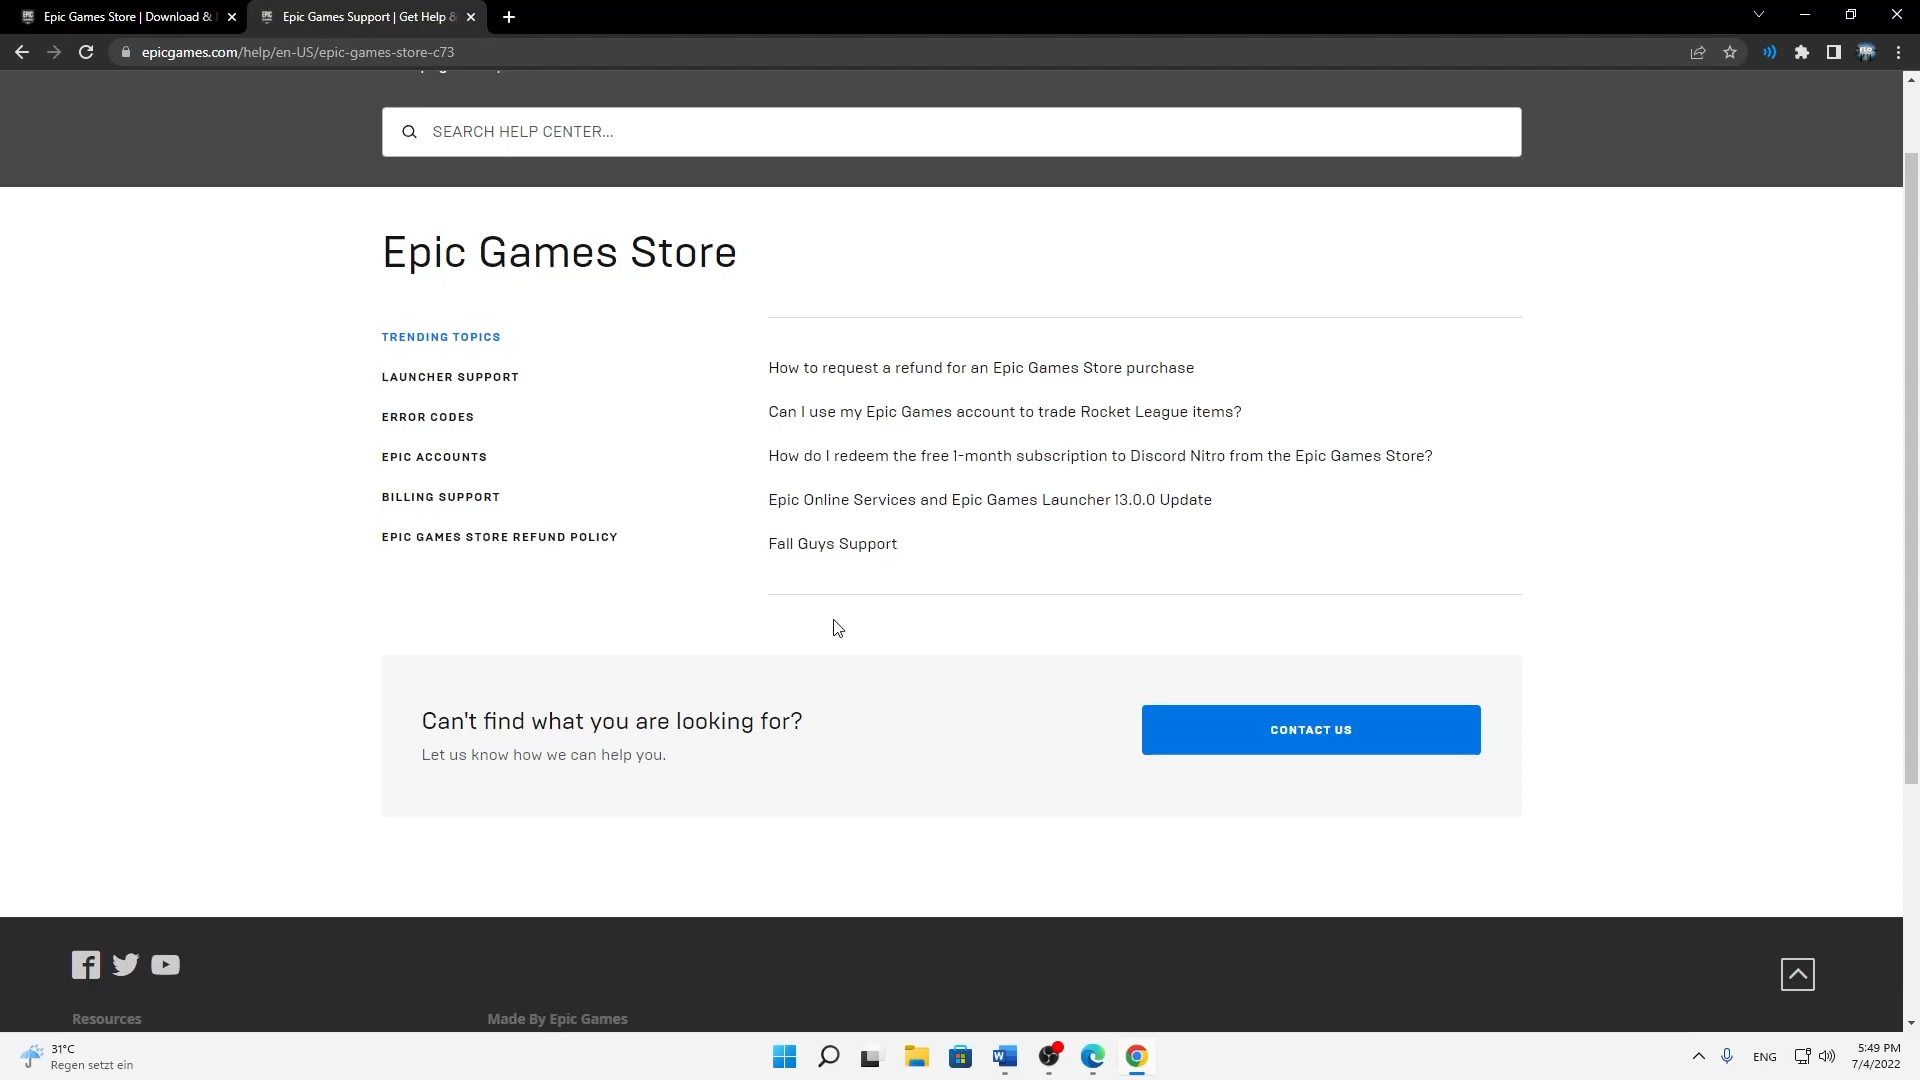 Epic Games Store | Download &
Epic Games Support | Get Help &
epicgames.com/help/en-US/epic-games-store-c73
SEARCH HELP CENTER...
Epic Games Store
TRENDING TOPICS
LAUNCHER SUPPORT
ERROR CODES
EPIC ACCOUNTS
BILLING SUPPORT
EPIC GAMES STORE REFUND POLICY
How to request a refund for an Epic Games Store purchase
Can I use my Epic Games account to trade Rocket League items?
How do I redeem the free 1-month subscription to Discord Nitro from the Epic Games Store?
Epic Online Services and Epic Games Launcher 13.0.0 Update
Fall Guys Support
Can't find what you are looking for?
Let us know how we can help you.
CONTACT US
Resources
Made By Epic Games
31°C
Regen setzt ein
ENG
5:49 PM
7/4/2022